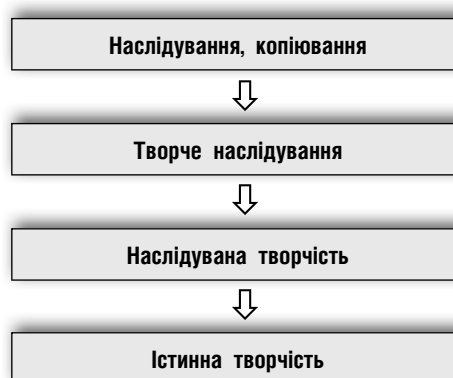 Наслідування, копіювання
Творче наслідування
Наслідувана творчість
Істинна творчість